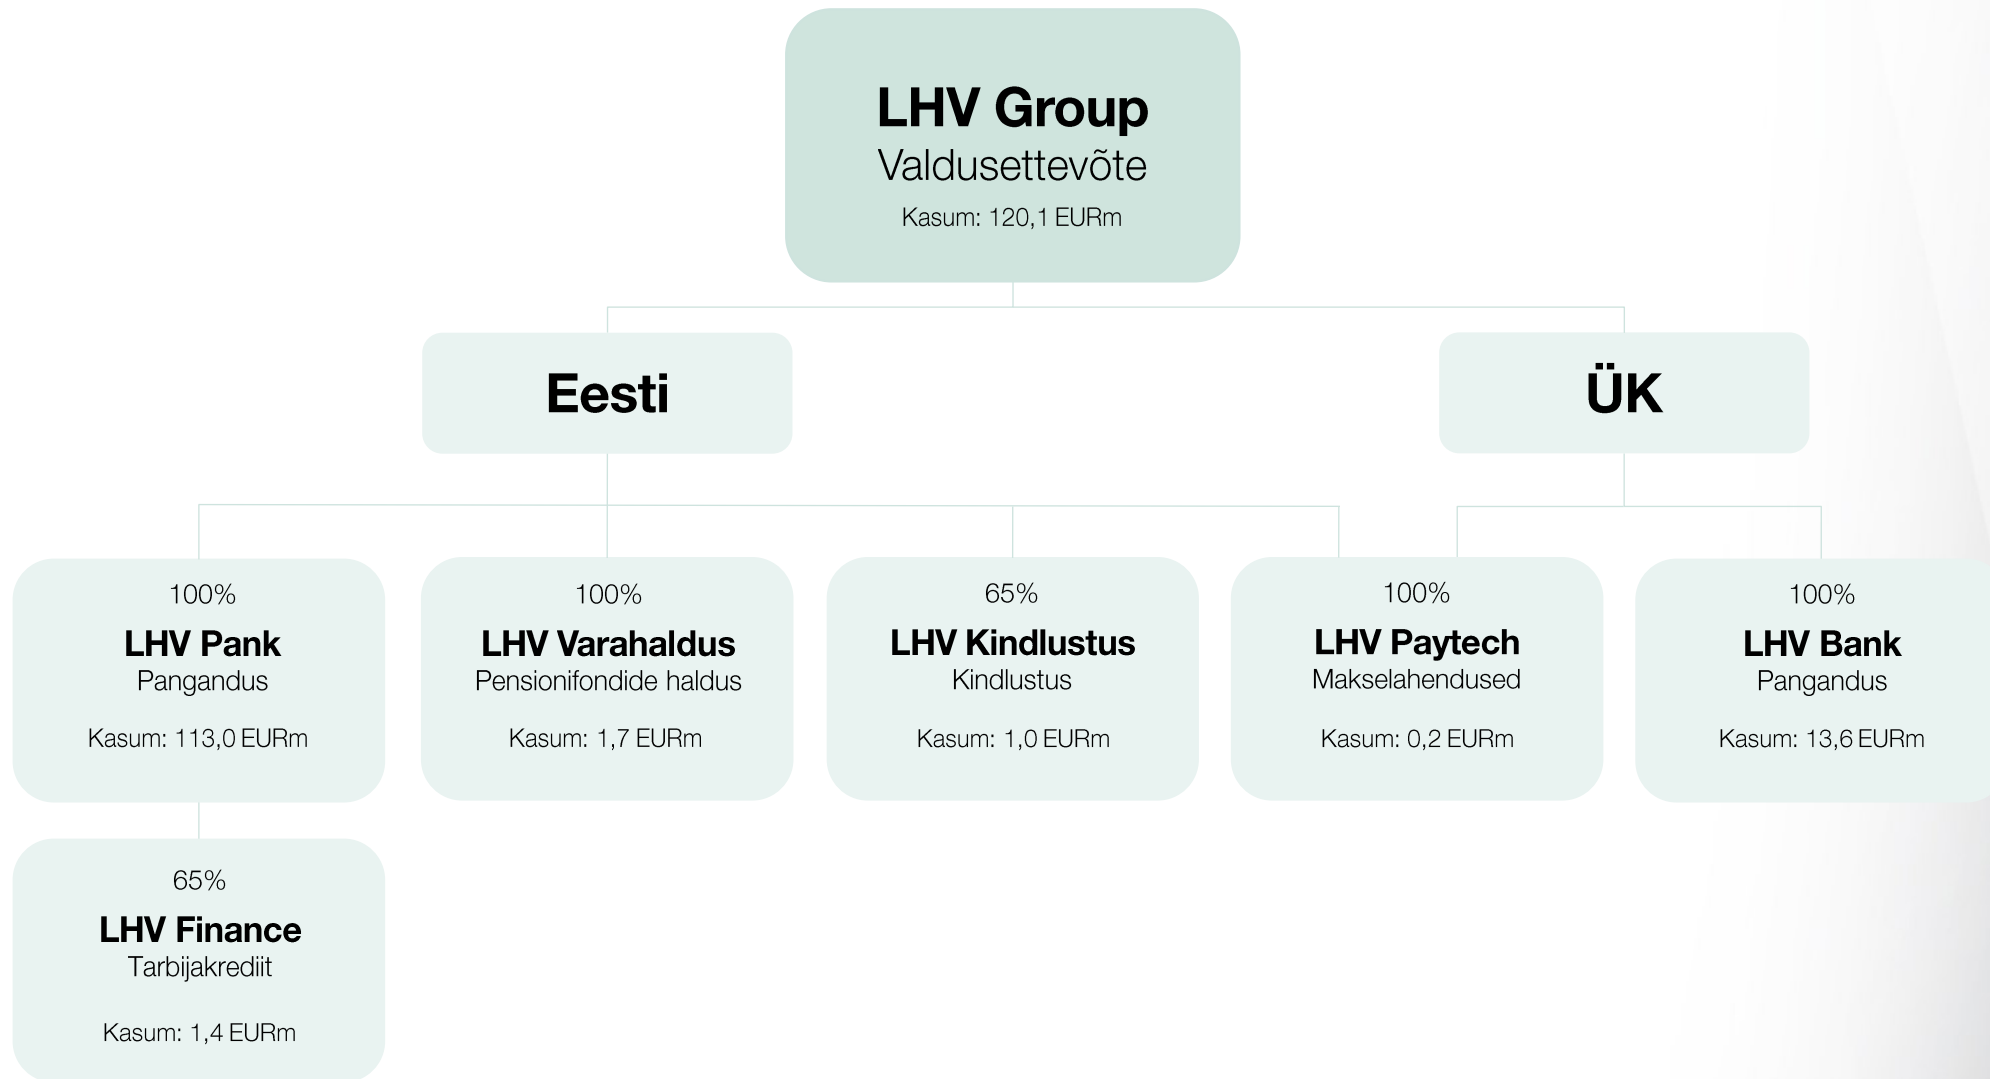 LHV Group
Valdusettevõte
Kasum: 120,1 EURm
Eesti
ÜK
100%
LHV Pank
Pangandus
Kasum: 113,0 EURm
100%
LHV Varahaldus
Pensionifondide haldus
Kasum: 1,7 EURm
65%
LHV Kindlustus
Kindlustus
Kasum: 1,0 EURm
100%
LHV Paytech
Makselahendused
Kasum: 0,2 EURm
100%
LHV Bank
Pangandus
Kasum: 13,6 EURm
65%
LHV Finance
Tarbijakrediit
Kasum: 1,4 EURm